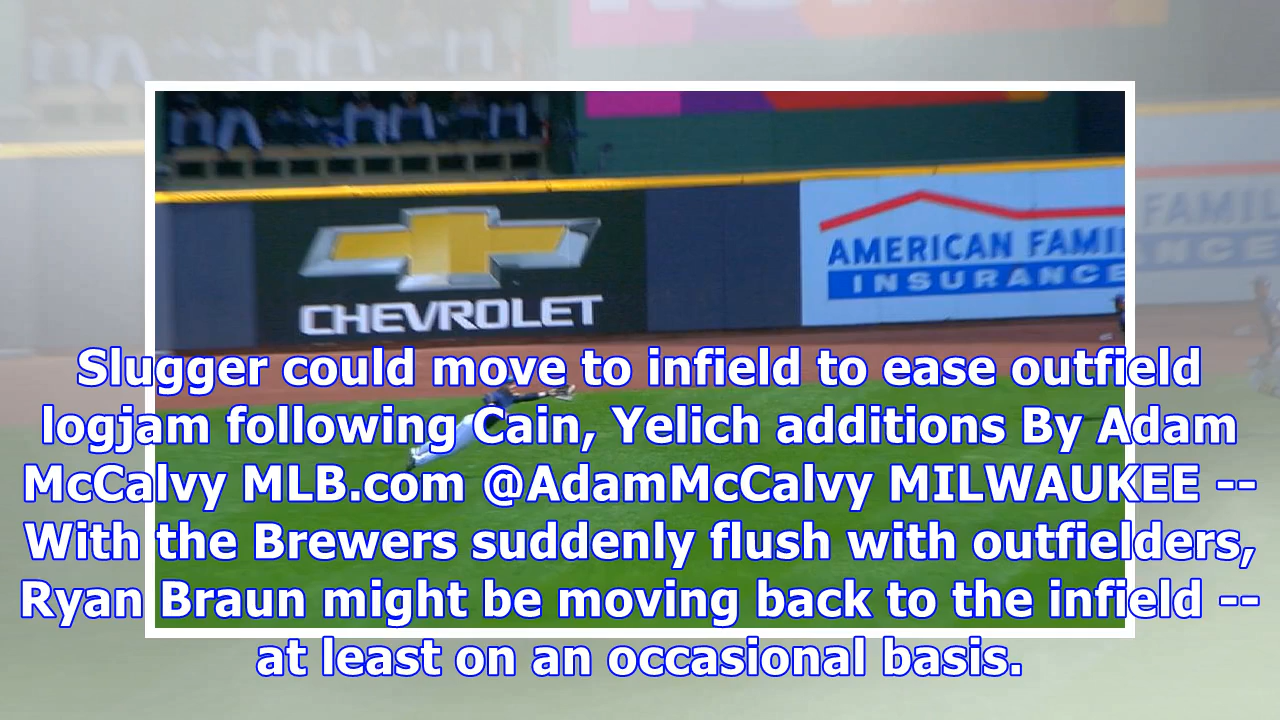 CHEVROLET
AMERICAN FAMI
INSURANCE
FAMIL
NCE
Slugger could move to infield to ease outfield
logjam following Cain, Yelich additions By Adam
McCalvy MLB.com @AdamMcCalvy MILWAUKEE --
With the Brewers suddenly flush with outfielders,
Ryan Braun might be moving back to the infield --
at least on an occasional basis.